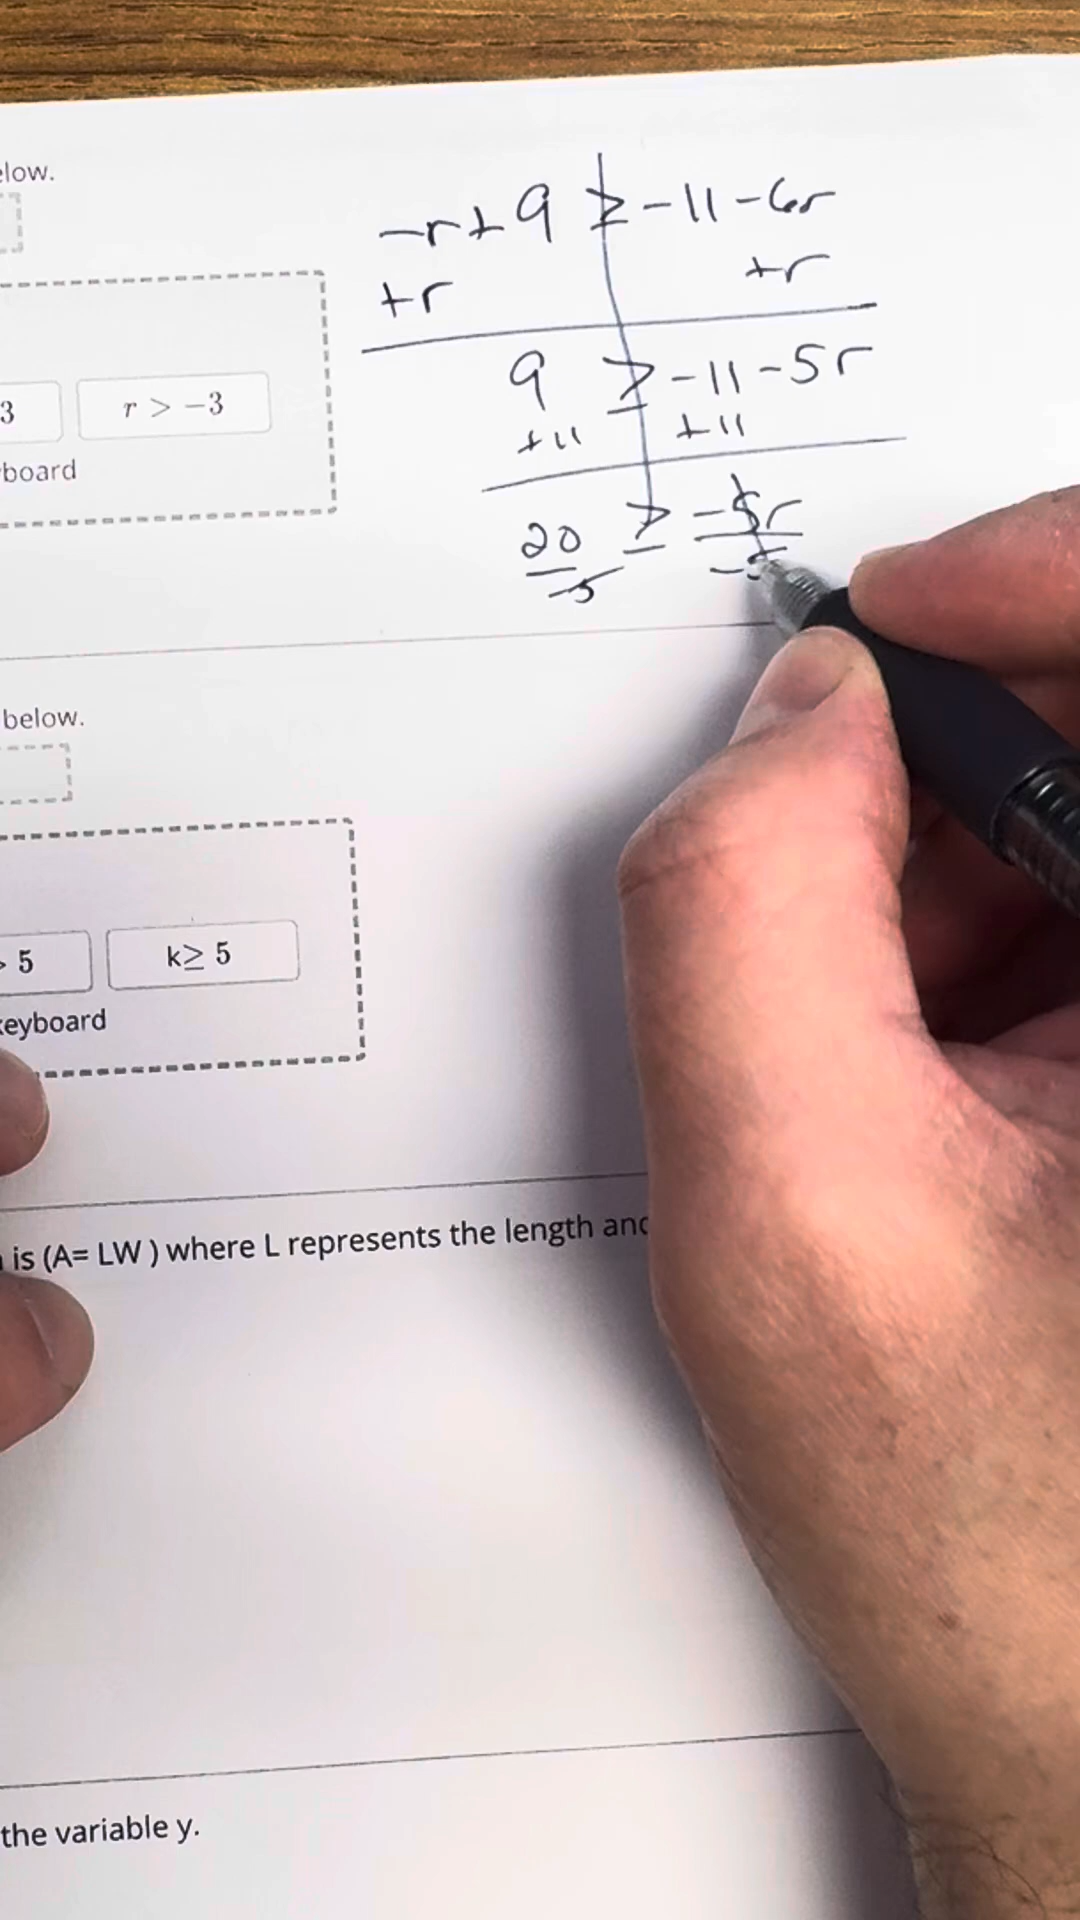 elow.
-r+9 ≥ -11-6r
+r +r
3
r > −3
9 ≥ -11-5r
board
+11 +11
20 ≥ -5r
-5 -5
below.
5
k≥ 5
eyboard
is (A= LW ) where L represents the length and
the variable y.